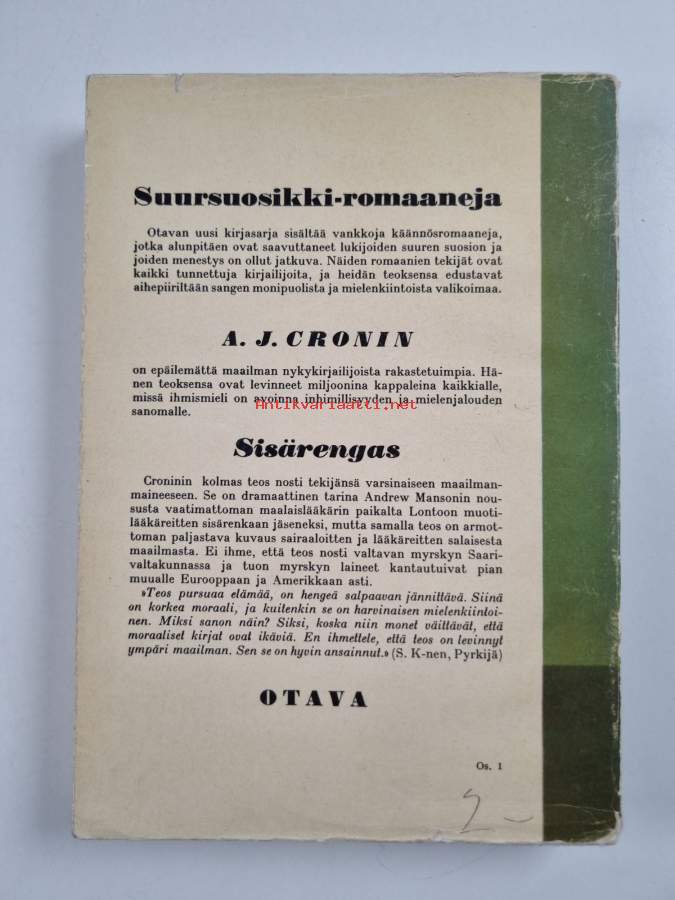 Suursuosikki-romaaneja
Otavan uusi kirjasarja sisältää vankkoja käännösromaaneja,
jotka alunpitäen ovat saavuttaneet lukijoiden suuren suosion ja
joiden menestys on ollut jatkuva. Näiden romaanien tekijät ovat
kaikki tunnettuja kirjailijoita, ja heidän teoksensa edustavat
aihepiiriltään sangen monipuolista ja mielenkiintoista valikoimaa.
A. J. CRONIN
on epäilemättä maailman nykykirjailijoista rakastetuimpia. Hä-
nen teoksensa ovat levinneet miljoonina kappaleina kaikkialle,
missä ihmismieli on avoinna inhimillisyyden ja mielenjalouden
sanomalle.
Antikvariaatti.net
Sisärengas
Croninin kolmas teos nosti tekijänsä varsinaiseen maailman-
maineeseen. Se on dramaattinen tarina Andrew Mansonin nou-
susta vaatimattoman maalaislääkärin paikalta Lontoon muoti-
lääkäreitten sisärenkaan jäseneksi, mutta samalla teos on armot-
toman paljastava kuvaus sairaaloitten ja lääkäreitten salaisesta
maailmasta. Ei ihme, että teos nosti valtavan myrskyn Saari-
valtakunnassa ja tuon myrskyn laineet kantautuivat pian
muualle Eurooppaan ja Amerikkaan asti.
»Teos pursuaa elämää, on hengeä salpaavan jännittävä. Siinä
on korkea moraali, ja kuitenkin se on harvinaisen mielenkiintoi-
nen. Miksi sanon näin? Siksi, koska niin monet väittävät, että
moraaliset kirjat ovat ikäviä. En ihmettele, että teos on levinnyt
ympäri maailman. Sen se on hyvin ansainnut.» (S. K-nen, Pyrkijä)
OTAVA
Os. 1
2-